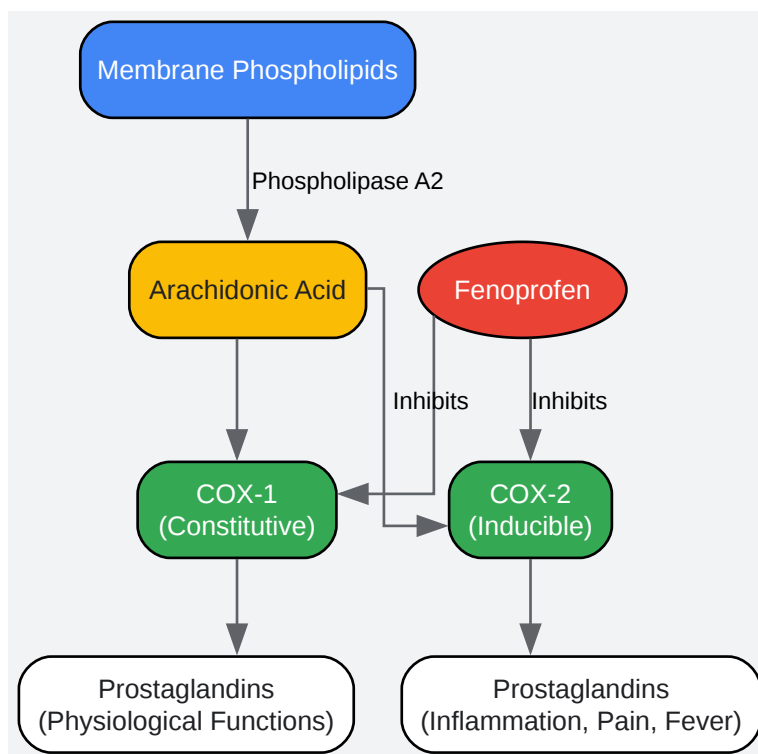 Membrane Phospholipids
Phospholipase A2
Arachidonic Acid
Fenoprofen
Inhibits
Inhibits
COX-1
(Constitutive)
COX-2
(Inducible)
Prostaglandins
(Physiological Functions)
Prostaglandins
(Inflammation, Pain, Fever)